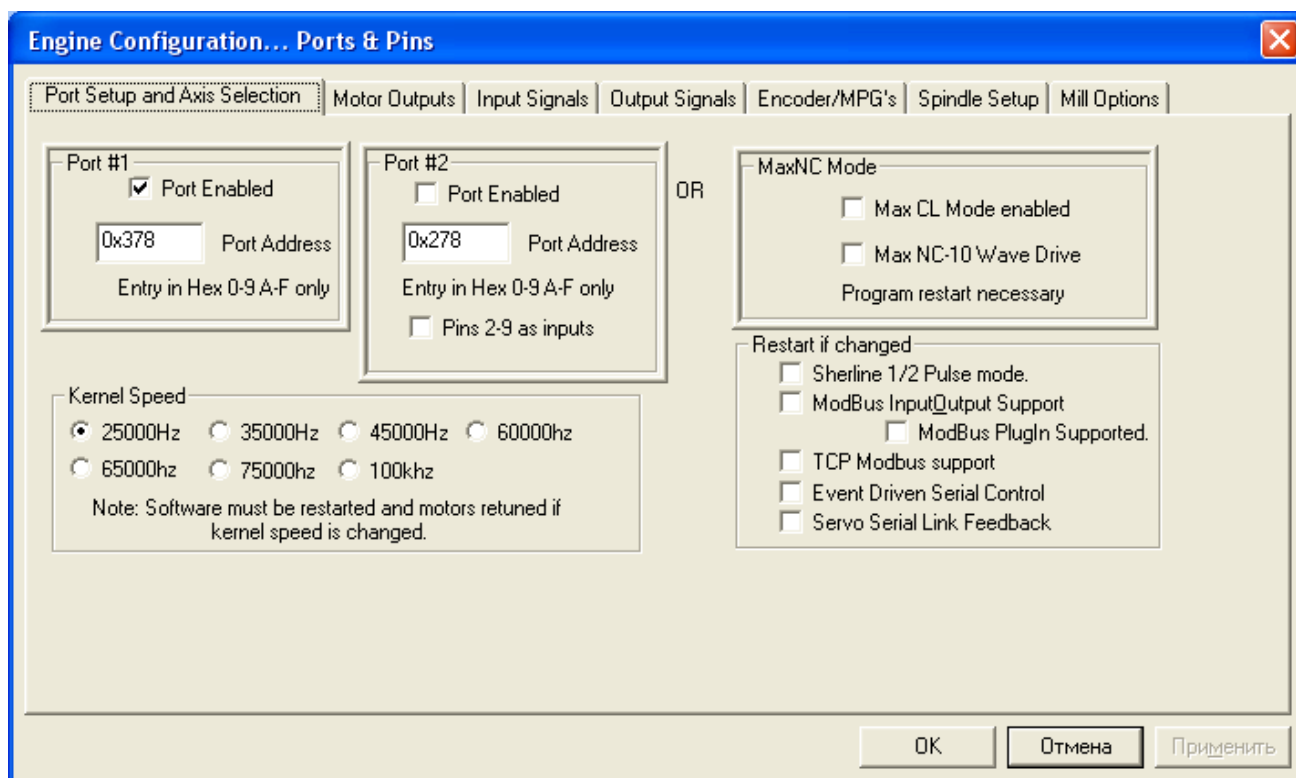 Engine Configuration... Ports & Pins
Port Setup and Axis Selection
Motor Outputs
Input Signals
Output Signals
Encoder/MPG's
Spindle Setup
Mill Options
Port #1
Port Enabled
0x378
Port Address
Entry in Hex 0-9 A-F only
Port #2
Port Enabled
0x278
Port Address
Entry in Hex 0-9 A-F only
Pins 2-9 as inputs
OR
MaxNC Mode
Max CL Mode enabled
Max NC-10 Wave Drive
Program restart necessary
Restart if changed
Sherline 1/2 Pulse mode.
ModBus InputOutput Support
ModBus PlugIn Supported.
TCP Modbus support
Event Driven Serial Control
Servo Serial Link Feedback
Kernel Speed
25000Hz
35000Hz
45000Hz
60000hz
65000hz
75000hz
100khz
Note: Software must be restarted and motors retuned if
kernel speed is changed.
OK
Отмена
Применить